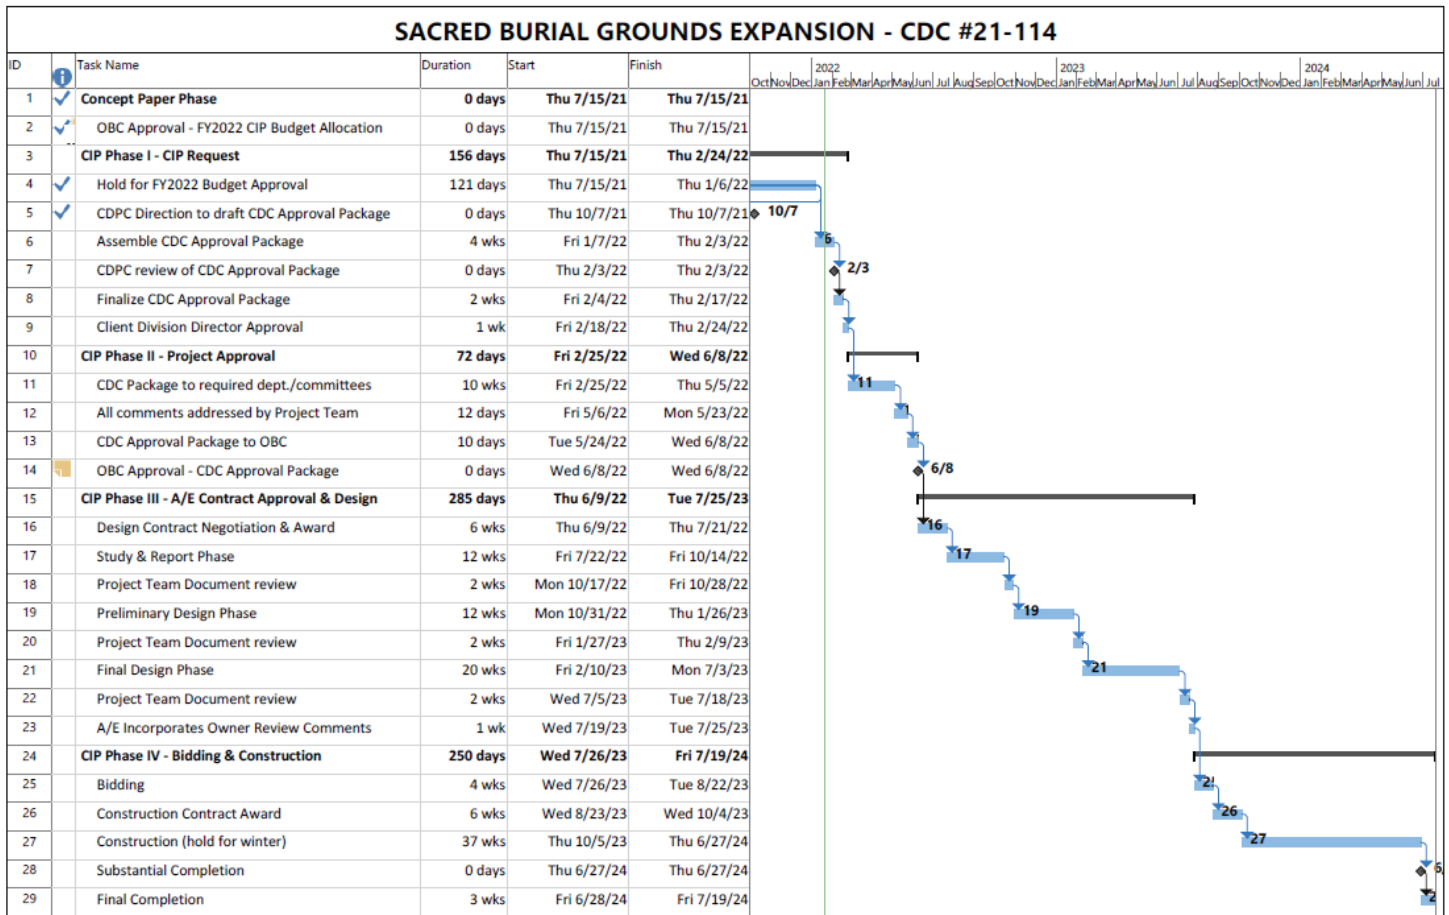 SACRED BURIAL GROUNDS EXPANSION - CDC #21-114
ID Task Name Duration Start Finish 2022 2023 2024
Oct Nov Dec Jan Feb Mar Apr May Jun Jul Aug Sep Oct Nov Dec Jan Feb Mar Apr May Jun Jul Aug Sep Oct Nov Dec Jan Feb Mar Apr May Jun Jul
1 Concept Paper Phase 0 days Thu 7/15/21 Thu 7/15/21
2 OBC Approval - FY2022 CIP Budget Allocation 0 days Thu 7/15/21 Thu 7/15/21
3 CIP Phase I - CIP Request 156 days Thu 7/15/21 Thu 2/24/22
4 Hold for FY2022 Budget Approval 121 days Thu 7/15/21 Thu 1/6/22
5 CDPC Direction to draft CDC Approval Package 0 days Thu 10/7/21 Thu 10/7/21 10/7
6 Assemble CDC Approval Package 4 wks Fri 1/7/22 Thu 2/3/22 6
7 CDPC review of CDC Approval Package 0 days Thu 2/3/22 Thu 2/3/22 2/3
8 Finalize CDC Approval Package 2 wks Fri 2/4/22 Thu 2/17/22
9 Client Division Director Approval 1 wk Fri 2/18/22 Thu 2/24/22
10 CIP Phase II - Project Approval 72 days Fri 2/25/22 Wed 6/8/22
11 CDC Package to required dept./committees 10 wks Fri 2/25/22 Thu 5/5/22 11
12 All comments addressed by Project Team 12 days Fri 5/6/22 Mon 5/23/22
13 CDC Approval Package to OBC 10 days Tue 5/24/22 Wed 6/8/22
14 OBC Approval - CDC Approval Package 0 days Wed 6/8/22 Wed 6/8/22 6/8
15 CIP Phase III - A/E Contract Approval & Design 285 days Thu 6/9/22 Tue 7/25/23
16 Design Contract Negotiation & Award 6 wks Thu 6/9/22 Thu 7/21/22 16
17 Study & Report Phase 12 wks Fri 7/22/22 Fri 10/14/22 17
18 Project Team Document review 2 wks Mon 10/17/22 Fri 10/28/22
19 Preliminary Design Phase 12 wks Mon 10/31/22 Thu 1/26/23 19
20 Project Team Document review 2 wks Fri 1/27/23 Thu 2/9/23
21 Final Design Phase 20 wks Fri 2/10/23 Mon 7/3/23 21
22 Project Team Document review 2 wks Wed 7/5/23 Tue 7/18/23
23 A/E Incorporates Owner Review Comments 1 wk Wed 7/19/23 Tue 7/25/23
24 CIP Phase IV - Bidding & Construction 250 days Wed 7/26/23 Fri 7/19/24
25 Bidding 4 wks Wed 7/26/23 Tue 8/22/23
26 Construction Contract Award 6 wks Wed 8/23/23 Wed 10/4/23 26
27 Construction (hold for winter) 37 wks Thu 10/5/23 Thu 6/27/24 27
28 Substantial Completion 0 days Thu 6/27/24 Thu 6/27/24
29 Final Completion 3 wks Fri 6/28/24 Fri 7/19/24